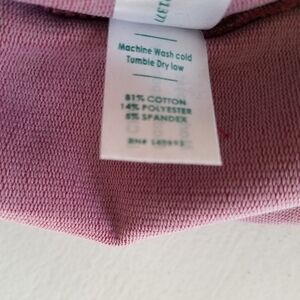 Machine Wash cold
Tumble Dry low
81% COTTON
14% POLYESTER
5% SPANDEX